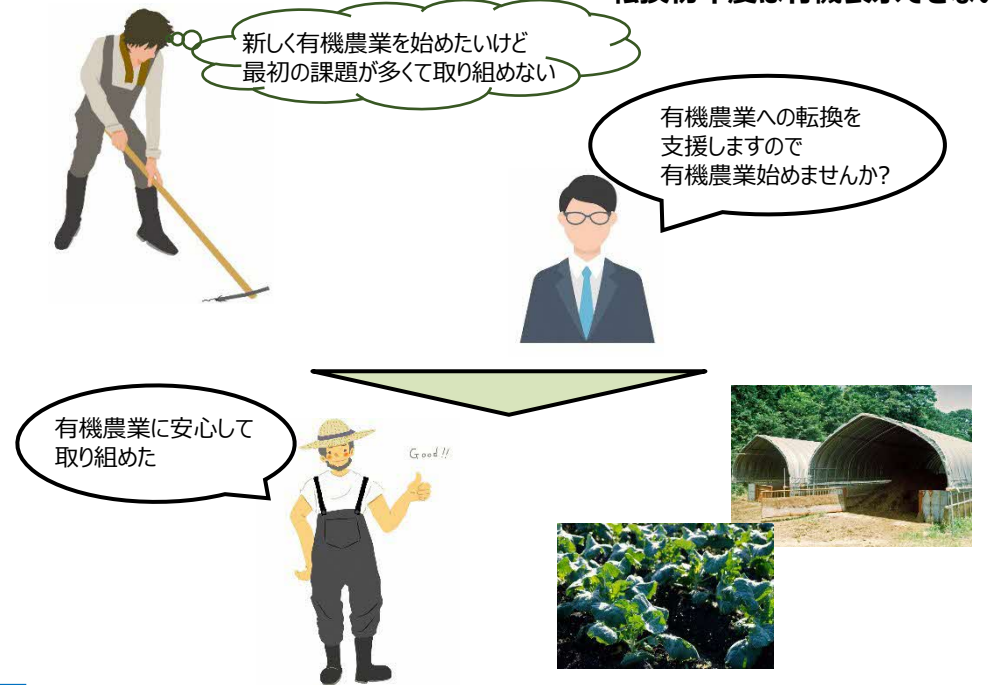 新しく有機農業を始めたいけど
最初の課題が多くて取り組めない
有機農業への転換を
支援しますので
有機農業始めませんか?
有機農業に安心して
取り組めた
Good!!